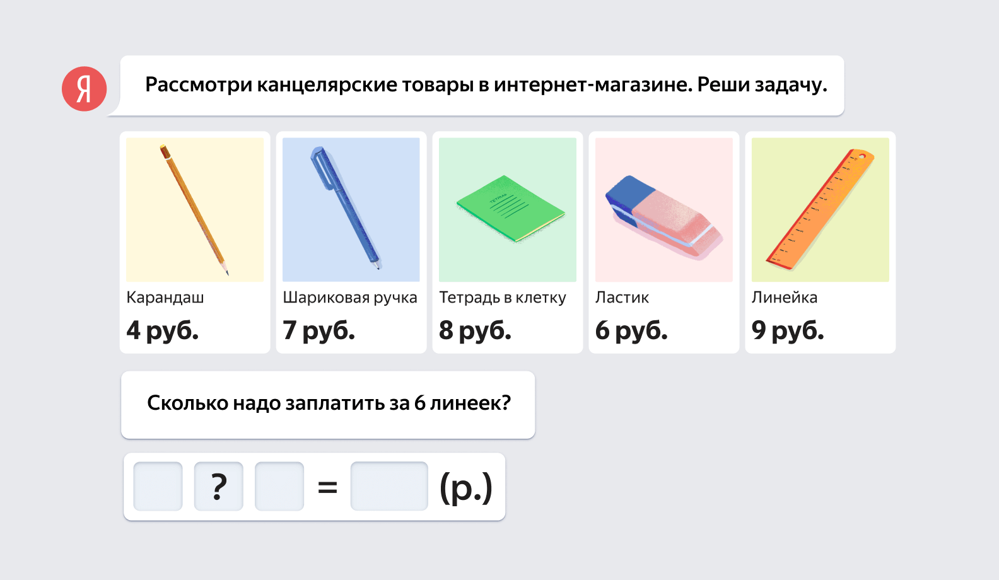 Я
Рассмотри канцелярские товары в интернет-магазине. Реши задачу.
ТЕТРАДЬ
Карандаш
4 руб.
Шариковая ручка
7 руб.
Тетрадь в клетку
8 руб.
Ластик
6 руб.
Линейка
9 руб.
Сколько надо заплатить за 6 линеек?
? = (р.)